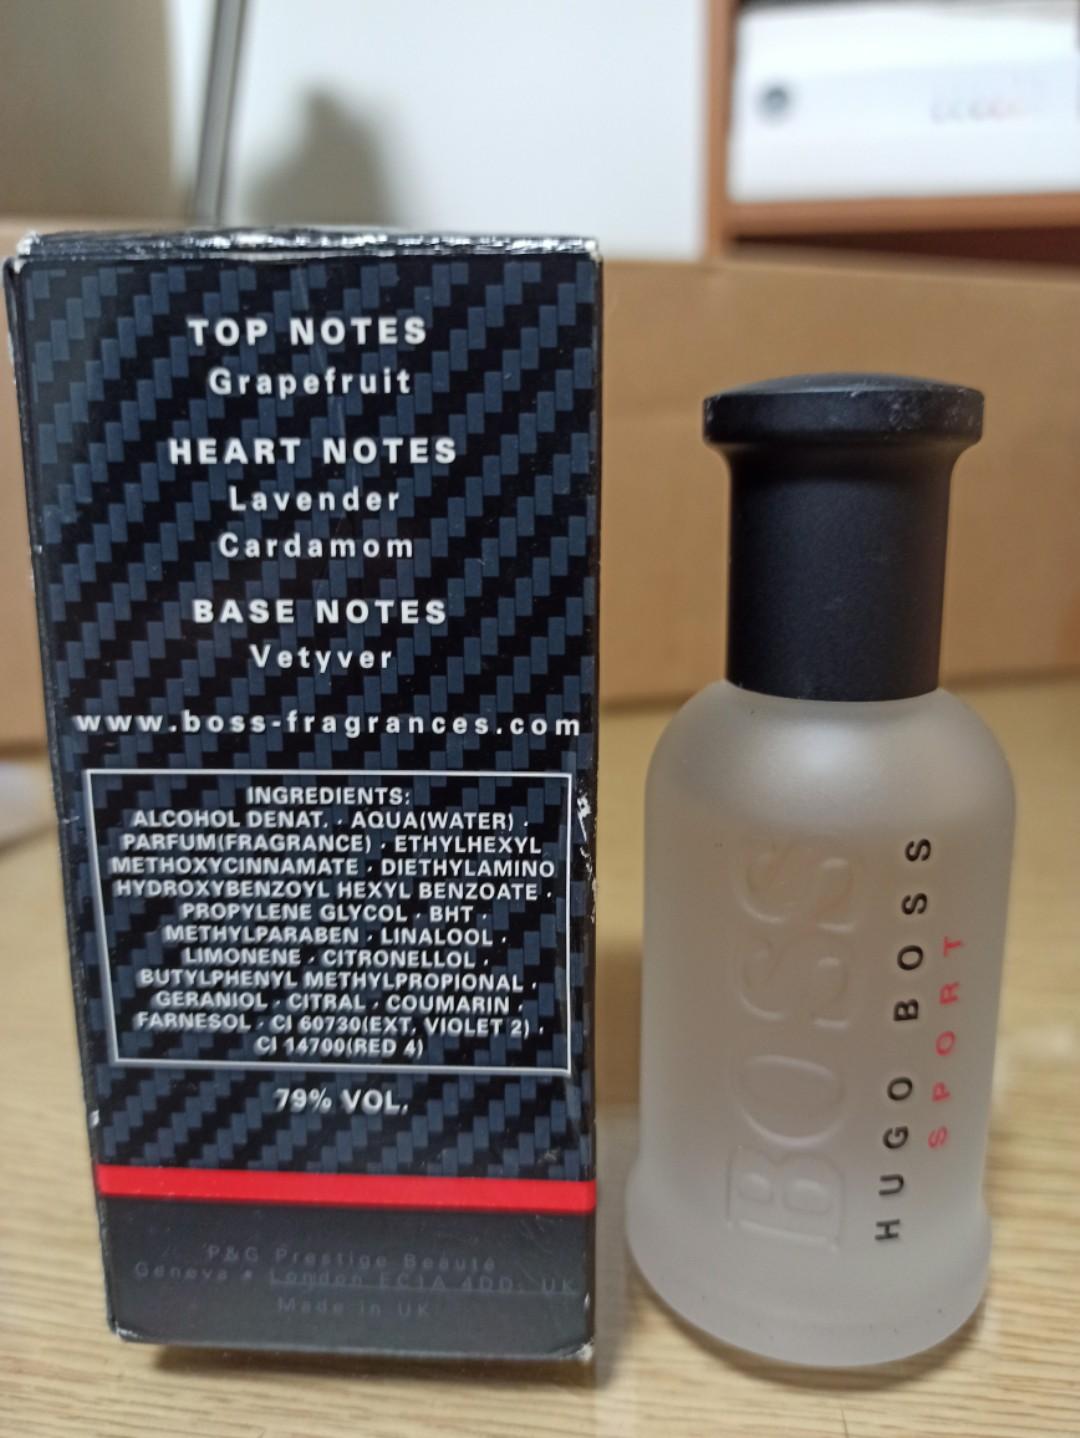 TOP NOTES
Grapefruit
HEART NOTES
Lavender
Cardamom
BASE NOTES
Vetyver
www.boss-fragrances.com
INGREDIENTS:
ALCOHOL DENAT. · AQUA(WATER) ·
PARFUM(FRAGRANCE) · ETHYLHEXYL
METHOXYCINNAMATE · DIETHYLAMINO
HYDROXYBENZOYL HEXYL BENZOATE ·
PROPYLENE GLYCOL · BHT ·
METHYLPARABEN · LINALOOL ·
LIMONENE · CITRONELLOL ·
BUTYLPHENYL METHYLPROPIONAL ·
GERANIOL · CITRAL · COUMARIN ·
FARNESOL · CI 60730(EXT. VIOLET 2) ·
CI 14700(RED 4)
79% VOL.
P&G Prestige Beauté
Geneva • London EC1A 4DD, UK
Made in UK
BOSS
HUGO BOSS
SPORT